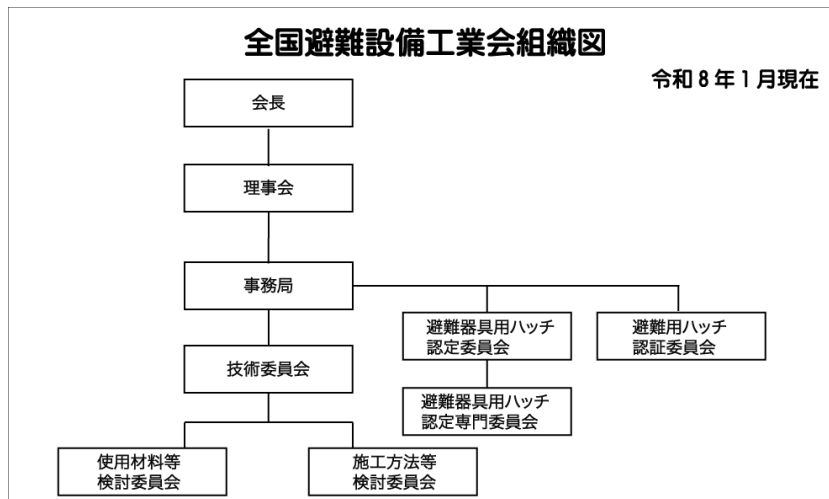 全国避難設備工業会組織図
令和8年1月現在
会長
理事会
事務局
避難器具用ハッチ
認定委員会
避難用ハッチ
認証委員会
技術委員会
避難器具用ハッチ
認定専門委員会
使用材料等
検討委員会
施工方法等
検討委員会